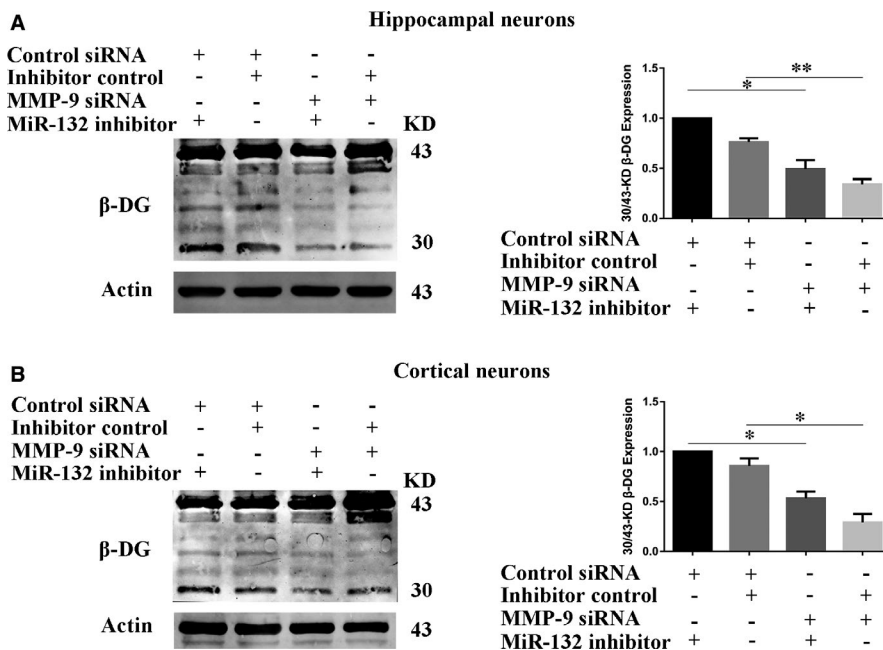 A
Hippocampal neurons
Control siRNA + + - -
Inhibitor control - + - +
MMP-9 siRNA - - + +
MiR-132 inhibitor + - + -
KD
43
β-DG
30
Actin
43
30/43-KD β-DG Expression
1.5
1.0
0.5
0.0
*
**
Control siRNA + + - -
Inhibitor control - + - +
MMP-9 siRNA - - + +
MiR-132 inhibitor + - + -
B
Cortical neurons
Control siRNA + + - -
Inhibitor control - + - +
MMP-9 siRNA - - + +
MiR-132 inhibitor + - + -
KD
43
β-DG
30
Actin
43
30/43-KD β-DG Expression
1.5
1.0
0.5
0.0
*
*
Control siRNA + + - -
Inhibitor control - + - +
MMP-9 siRNA - - + +
MiR-132 inhibitor + - + -